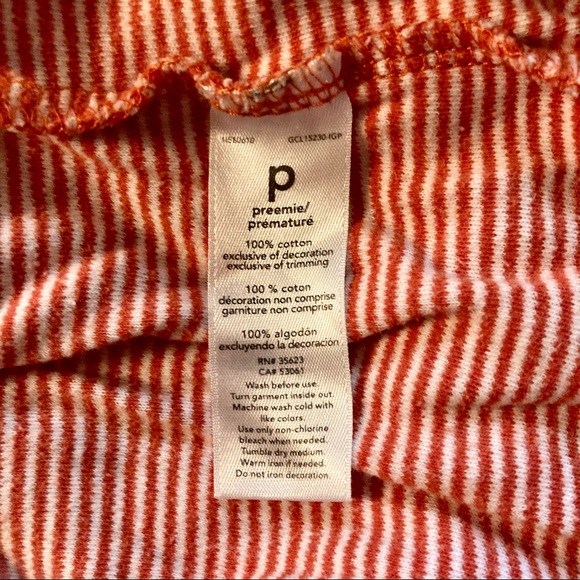 GCL15230-IGP
p
preemie/
prématuré
100% cotton
exclusive of decoration
exclusive of trimming
100 % coton
décoration non comprise
garniture non comprise
100% algodón
excluyendo la decoración
RN# 35623
CA# 53061
Wash before use.
Turn garment inside out.
Machine wash cold with
like colors.
Use only non-chlorine
bleach when needed.
Tumble dry medium.
Warm iron if needed.
Do not iron decoration.